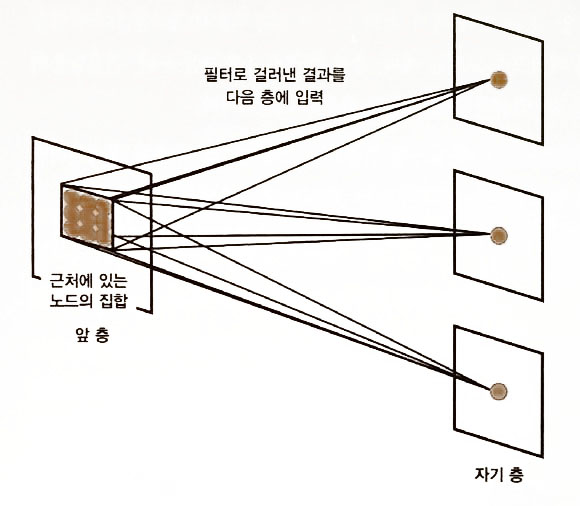 필터로 걸러낸 결과를
다음 층에 입력
근처에 있는
노드의 집합
앞 층
자기 층